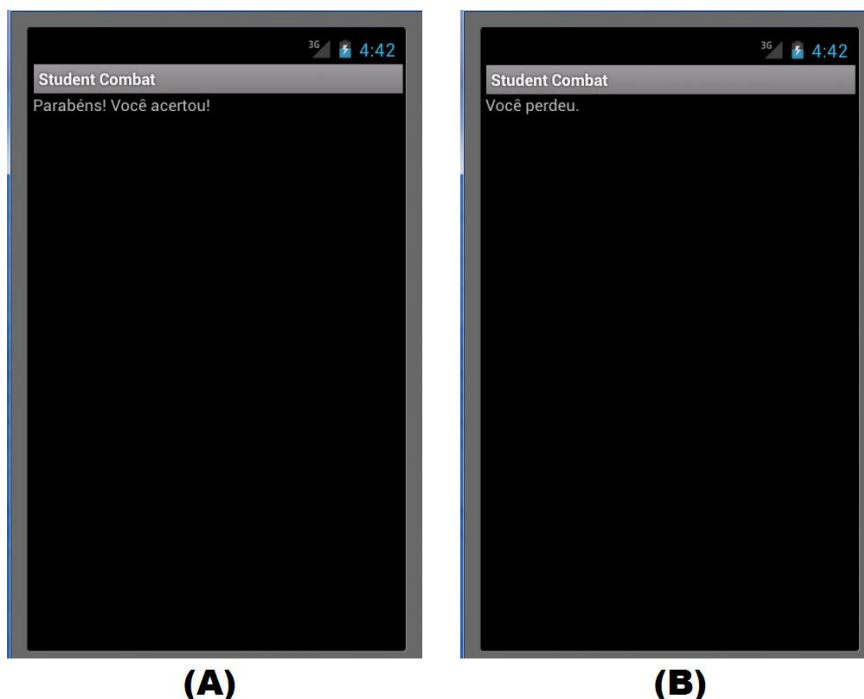 3G 4:42
Student Combat
Parabéns! Você acertou!
(A)
3G 4:42
Student Combat
Você perdeu.
(B)